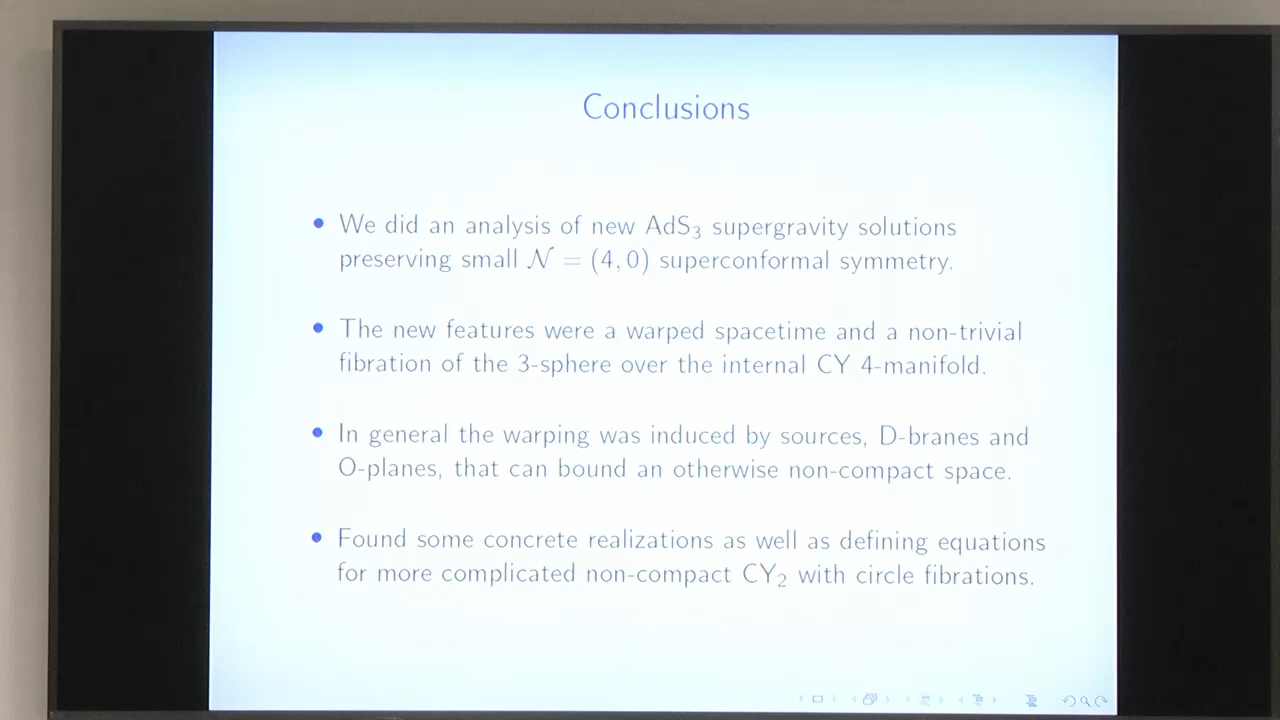 Conclusions
• We did an analysis of new AdS₃ supergravity solutions
preserving small 𝒩 = (4, 0) superconformal symmetry.
• The new features were a warped spacetime and a non-trivial
fibration of the 3-sphere over the internal CY 4-manifold.
• In general the warping was induced by sources, D-branes and
O-planes, that can bound an otherwise non-compact space.
• Found some concrete realizations as well as defining equations
for more complicated non-compact CY₂ with circle fibrations.